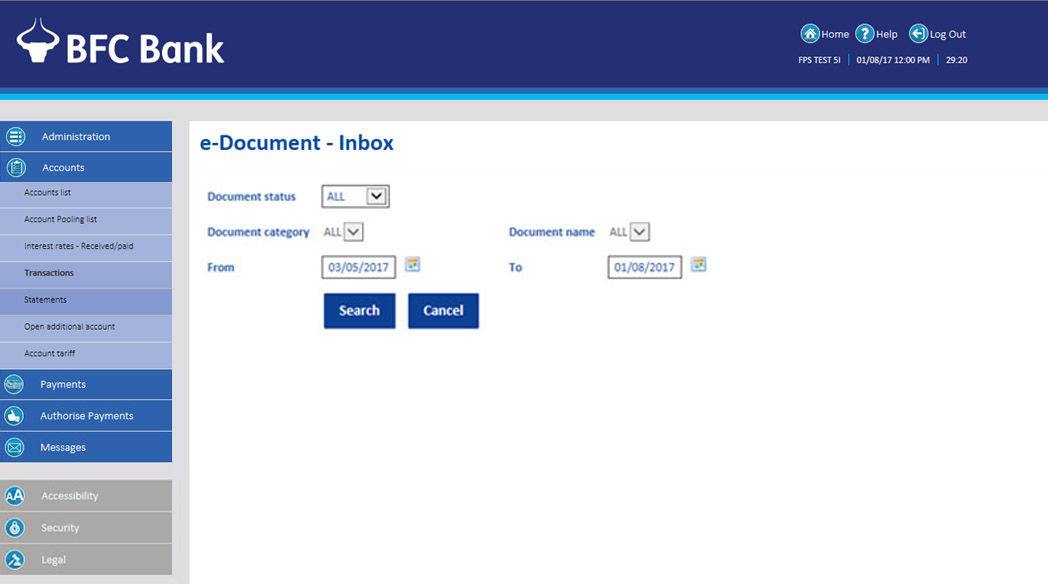 BFC Bank
Home Help Log Out
FPS TEST 5I 01/08/17 12:00 PM 29:20
Administration
Accounts
Accounts list
Account Pooling list
Interest rates - Received/paid
Transactions
Statements
Open additional account
Account tariff
Payments
Authorise Payments
Messages
Accessibility
Security
Legal
e-Document - Inbox
Document status ALL
Document category ALL Document name ALL
From 03/05/2017 To 01/08/2017
Search Cancel